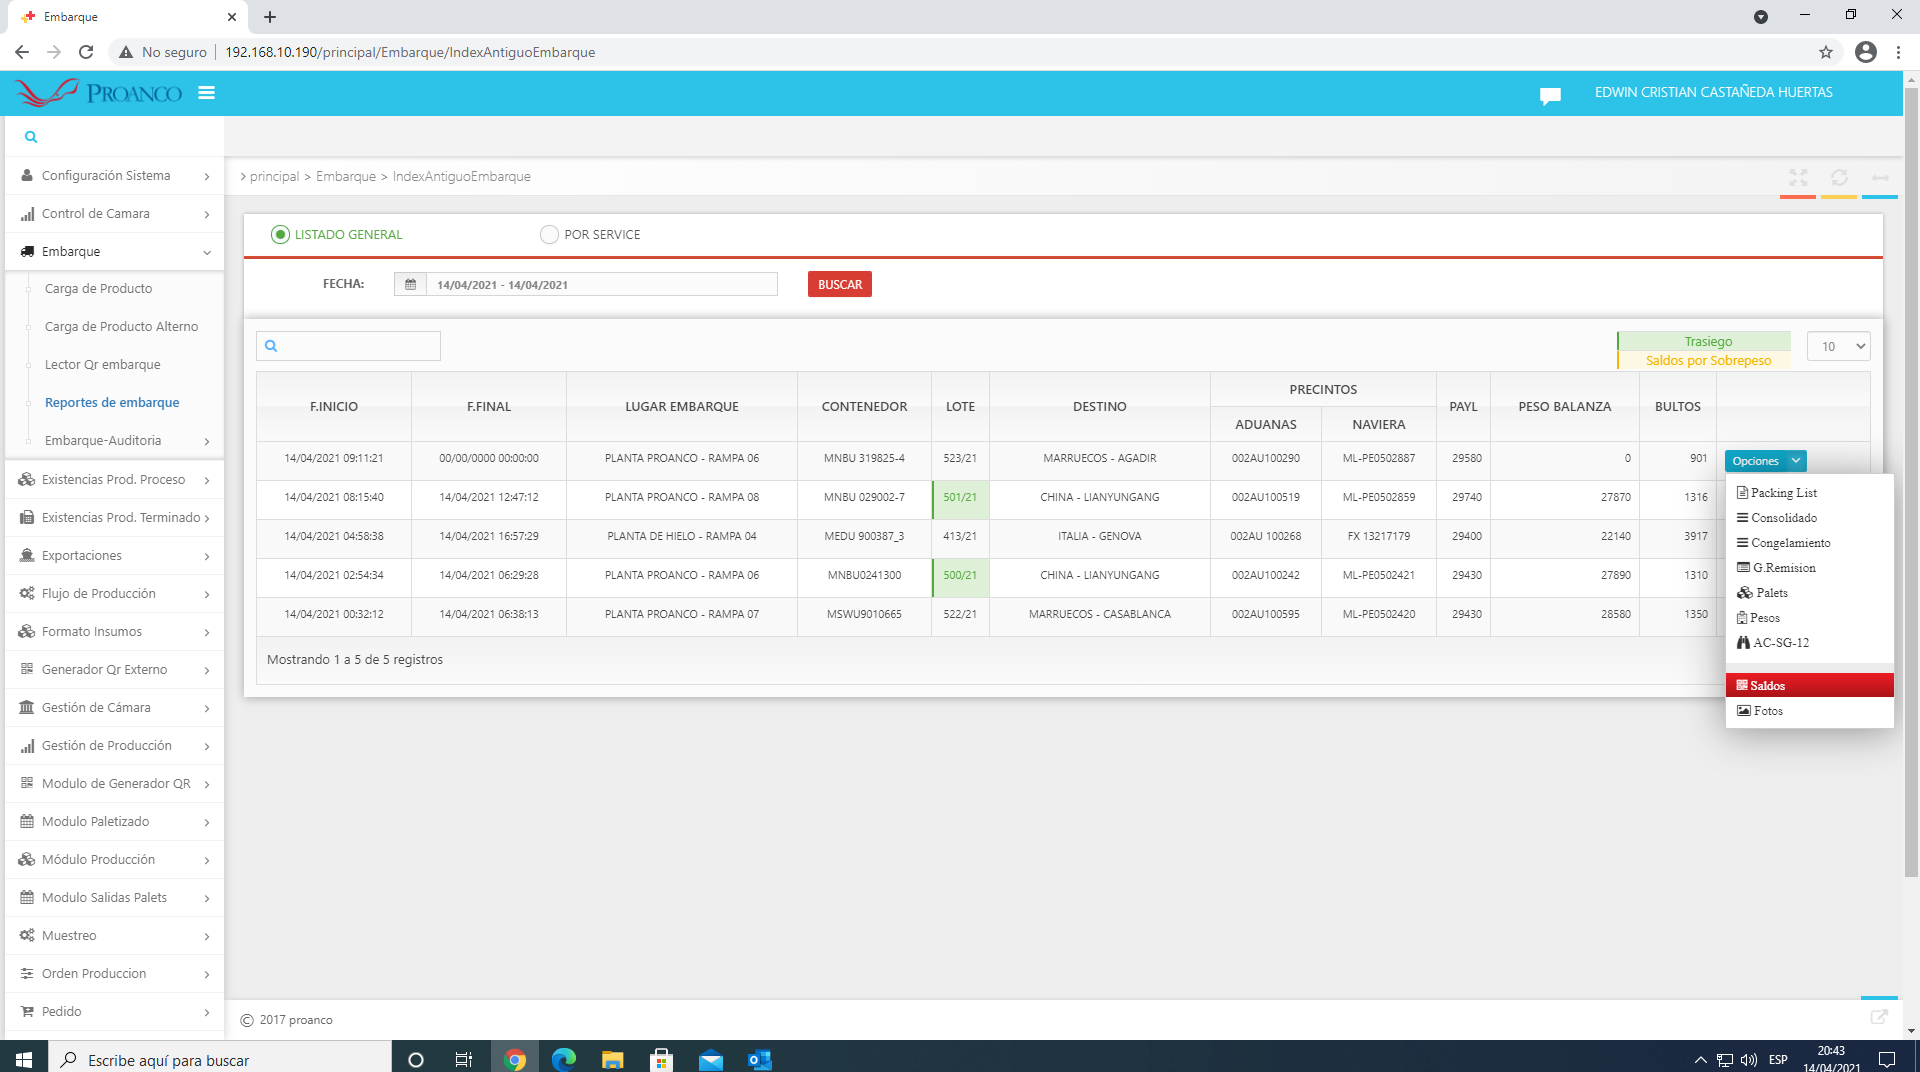 Embarque
No seguro
192.168.10.190/principal/Embarque/IndexAntiguoEmbarque
PROANCO
EDWIN CRISTIAN CASTAÑEDA HUERTAS
Configuración Sistema
Control de Camara
Embarque
Carga de Producto
Carga de Producto Alterno
Lector Qr embarque
Reportes de embarque
Embarque-Auditoria
Existencias Prod. Proceso
Existencias Prod. Terminado
Exportaciones
Flujo de Producción
Formato Insumos
Generador Qr Externo
Gestión de Cámara
Gestión de Producción
Modulo de Generador QR
Modulo Paletizado
Módulo Producción
Modulo Salidas Palets
Muestreo
Orden Produccion
Pedido
> principal > Embarque > IndexAntiguoEmbarque
LISTADO GENERAL POR SERVICE
FECHA: 14/04/2021 - 14/04/2021 BUSCAR
Trasiego
Saldos por Sobrepeso
10
F.INICIO F.FINAL LUGAR EMBARQUE CONTENEDOR LOTE DESTINO PRECINTOS PAYL PESO BALANZA BULTOS
ADUANAS NAVIERA
14/04/2021 09:11:21 00/00/0000 00:00:00 PLANTA PROANCO - RAMPA 06 MNBU 319825-4 523/21 MARRUECOS - AGADIR 002AU100290 ML-PE0502887 29580 0 901 Opciones
14/04/2021 08:15:40 14/04/2021 12:47:12 PLANTA PROANCO - RAMPA 08 MNBU 029002-7 501/21 CHINA - LIANYUNGANG 002AU100519 ML-PE0502859 29740 27870 1316
14/04/2021 04:58:38 14/04/2021 16:57:29 PLANTA DE HIELO - RAMPA 04 MEDU 900387_3 413/21 ITALIA - GENOVA 002AU 100268 FX 13217179 29400 22140 3917
14/04/2021 02:54:34 14/04/2021 06:29:28 PLANTA PROANCO - RAMPA 06 MNBU0241300 500/21 CHINA - LIANYUNGANG 002AU100242 ML-PE0502421 29430 27890 1310
14/04/2021 00:32:12 14/04/2021 06:38:13 PLANTA PROANCO - RAMPA 07 MSWU9010665 522/21 MARRUECOS - CASABLANCA 002AU100595 ML-PE0502420 29430 28580 1350
Mostrando 1 a 5 de 5 registros
Packing List
Consolidado
Congelamiento
G.Remision
Palets
Pesos
AC-SG-12
Saldos
Fotos
© 2017 proanco
Escribe aquí para buscar
ESP
20:43
14/04/2021